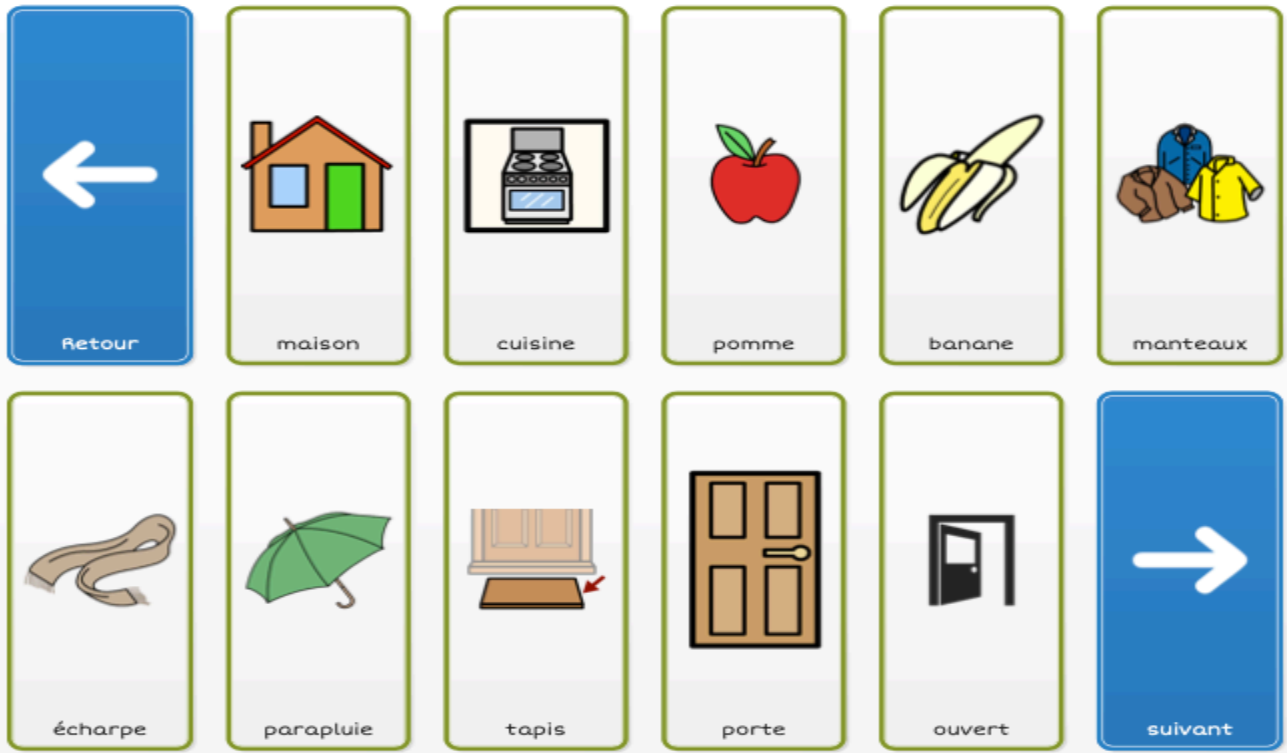 Retour
maison
cuisine
pomme
banane
manteaux
écharpe
parapluie
tapis
porte
ouvert
suivant